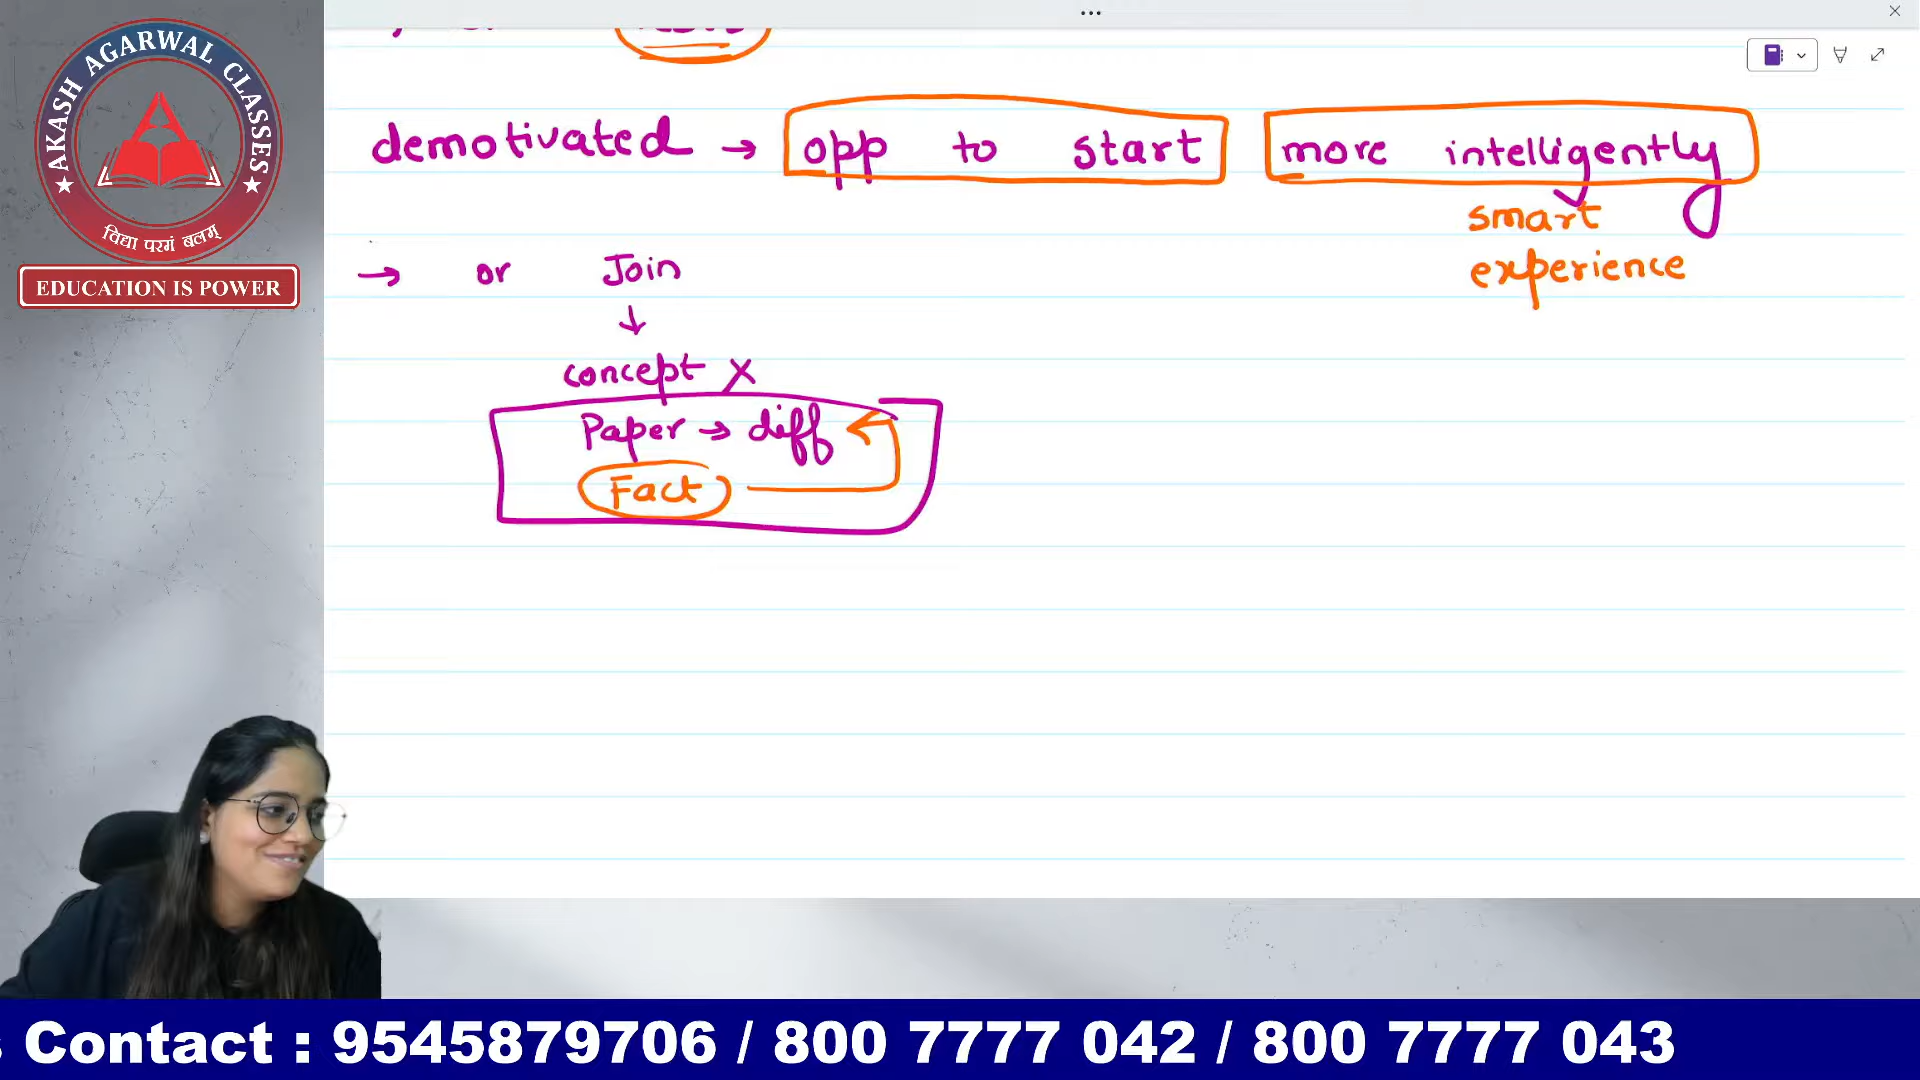 AKASH AGARWAL CLASSES
विद्या परमं बलम्
EDUCATION IS POWER
demotivated → opp to start more intelligently
smart
experience
→ or Join
↓
concept X
Paper → diff
Fact
Contact : 9545879706 / 800 7777 042 / 800 7777 043